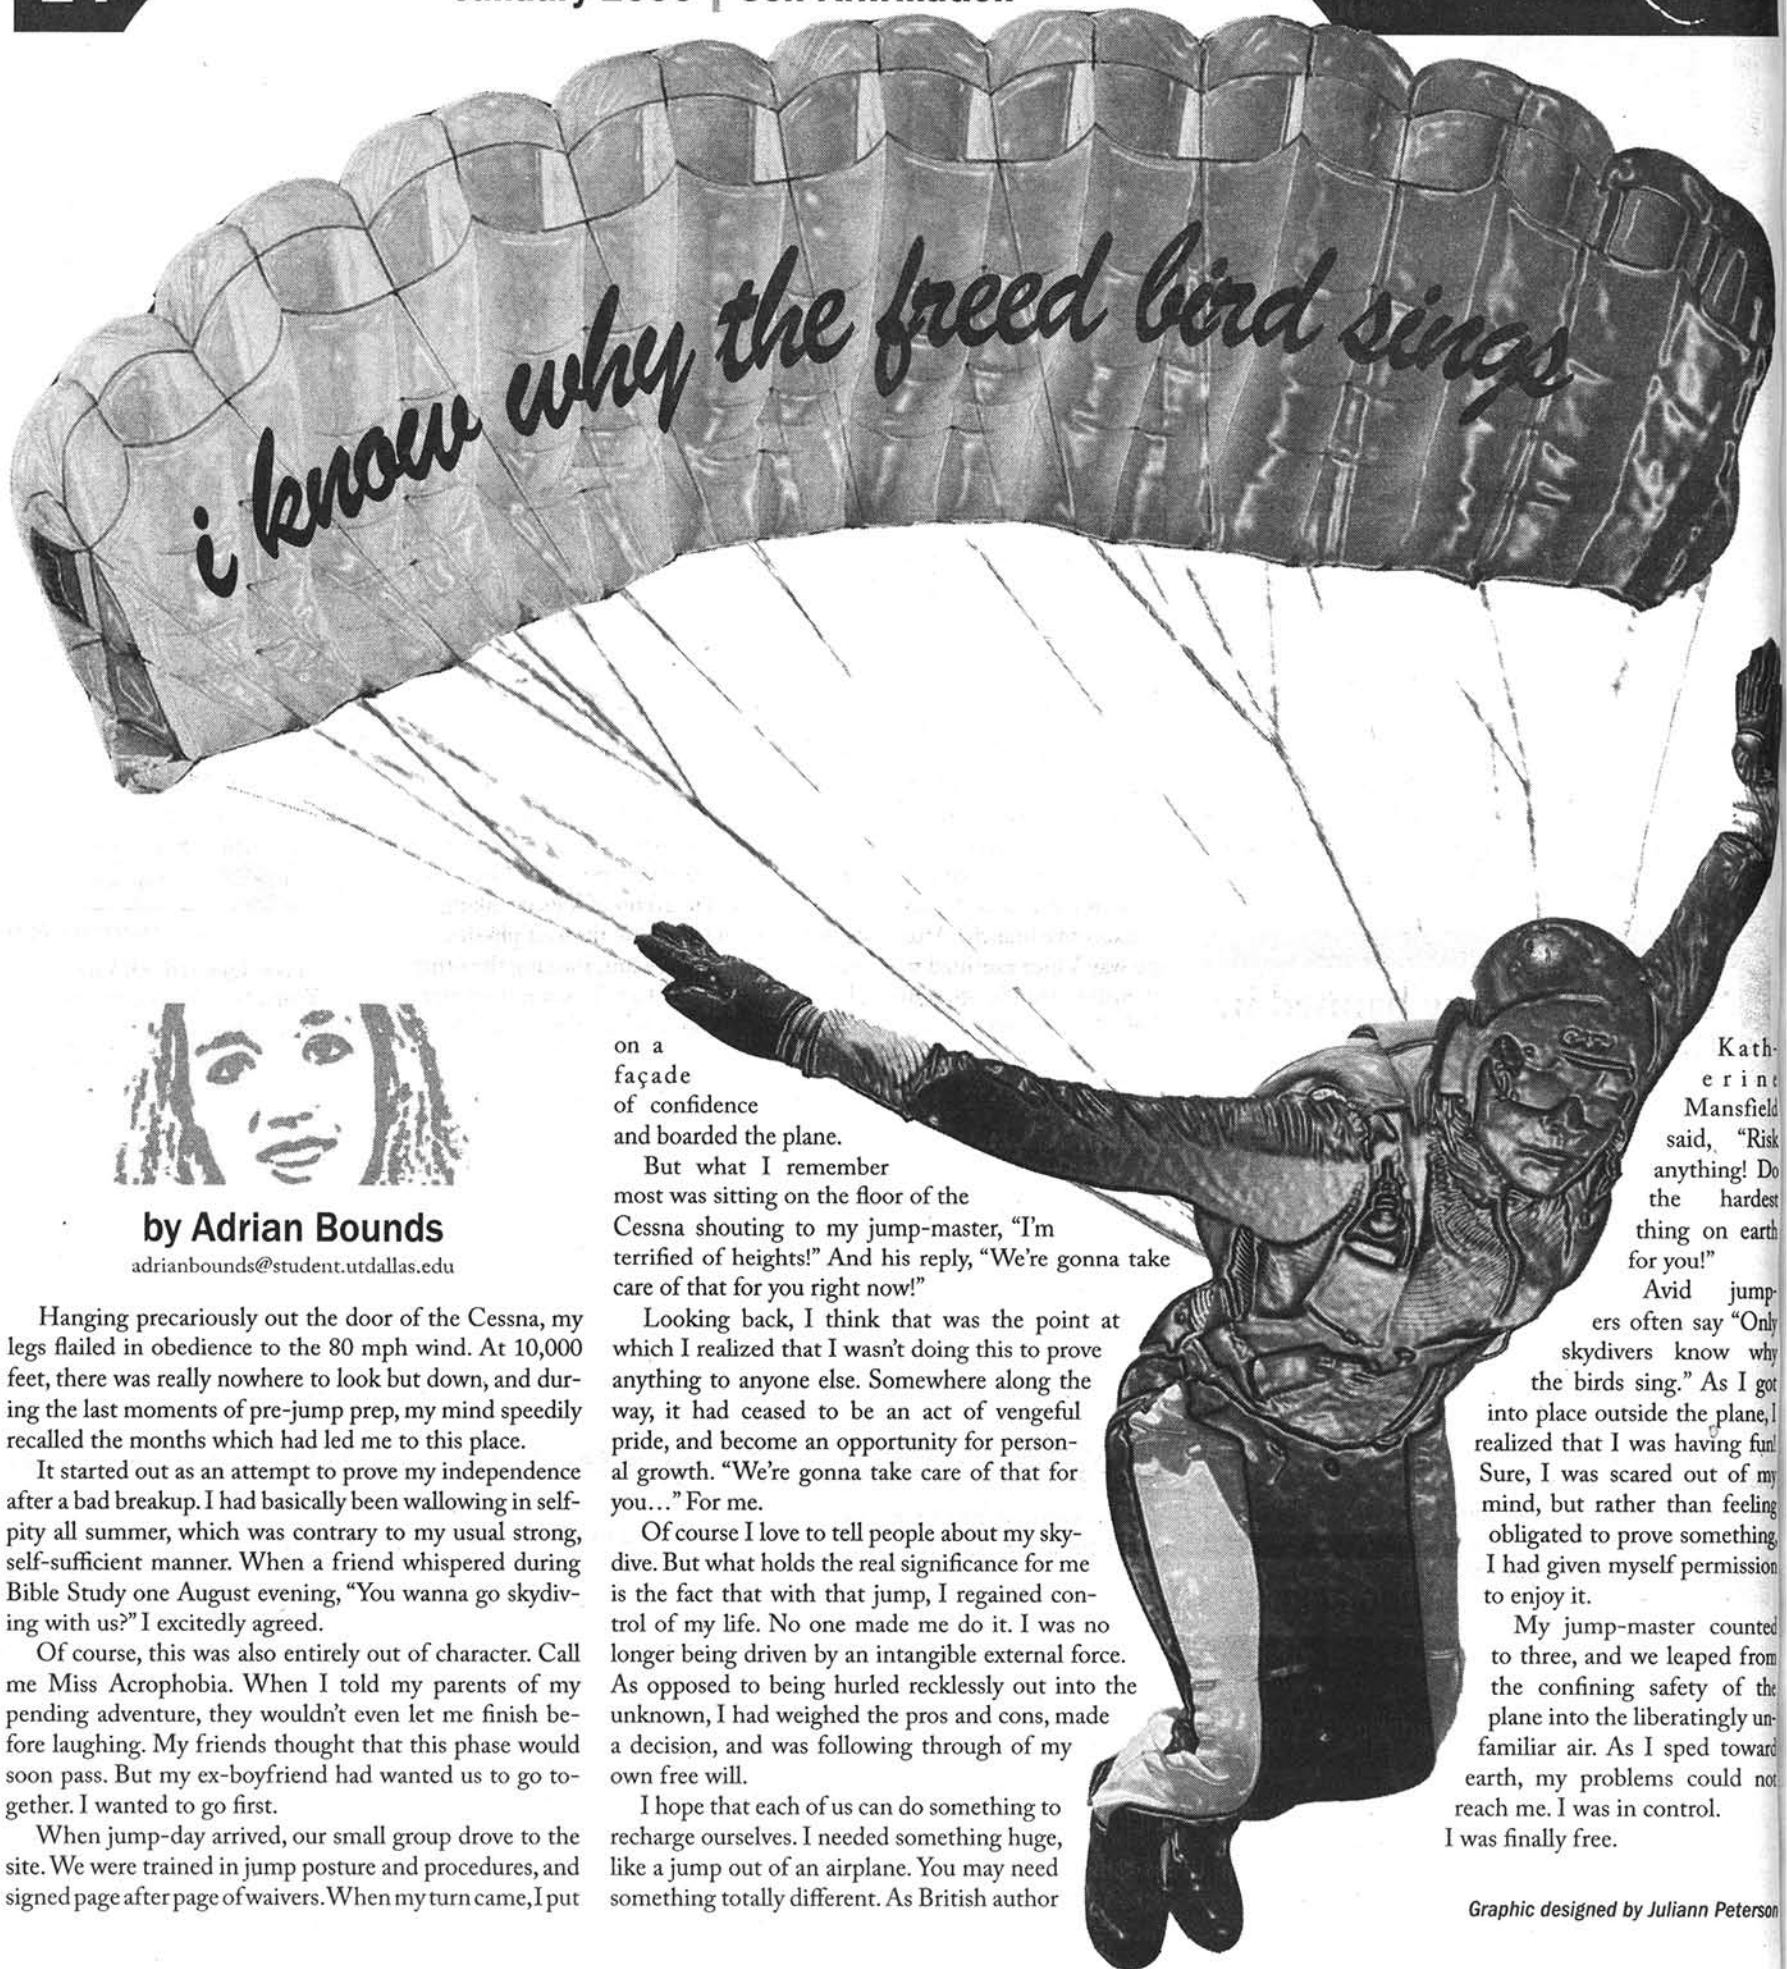 i know why the freed bird sings
by Adrian Bounds
adrianbounds@student.utdallas.edu
Hanging precariously out the door of the Cessna, my
legs flailed in obedience to the 80 mph wind. At 10,000
feet, there was really nowhere to look but down, and dur-
ing the last moments of pre-jump prep, my mind speedily
recalled the months which had led me to this place.
It started out as an attempt to prove my independence
after a bad breakup. I had basically been wallowing in self-
pity all summer, which was contrary to my usual strong,
self-sufficient manner. When a friend whispered during
Bible Study one August evening, “You wanna go skydiv-
ing with us?” I excitedly agreed.
Of course, this was also entirely out of character. Call
me Miss Acrophobia. When I told my parents of my
pending adventure, they wouldn’t even let me finish be-
fore laughing. My friends thought that this phase would
soon pass. But my ex-boyfriend had wanted us to go to-
gether. I wanted to go first.
When jump-day arrived, our small group drove to the
site. We were trained in jump posture and procedures, and
signed page after page of waivers. When my turn came, I put
on a
façade
of confidence
and boarded the plane.
But what I remember
most was sitting on the floor of the
Cessna shouting to my jump-master, “I’m
terrified of heights!” And his reply, “We’re gonna take
care of that for you right now!”
Looking back, I think that was the point at
which I realized that I wasn’t doing this to prove
anything to anyone else. Somewhere along the
way, it had ceased to be an act of vengeful
pride, and become an opportunity for person-
al growth. “We’re gonna take care of that for
you…” For me.
Of course I love to tell people about my sky-
dive. But what holds the real significance for me
is the fact that with that jump, I regained con-
trol of my life. No one made me do it. I was no
longer being driven by an intangible external force.
As opposed to being hurled recklessly out into the
unknown, I had weighed the pros and cons, made
a decision, and was following through of my
own free will.
I hope that each of us can do something to
recharge ourselves. I needed something huge,
like a jump out of an airplane. You may need
something totally different. As British author
Kath-
erine
Mansfield
said, “Risk
anything! Do
the hardest
thing on earth
for you!”
Avid jump-
ers often say “Only
skydivers know why
the birds sing.” As I got
into place outside the plane, I
realized that I was having fun!
Sure, I was scared out of my
mind, but rather than feeling
obligated to prove something,
I had given myself permission
to enjoy it.
My jump-master counted
to three, and we leaped from
the confining safety of the
plane into the liberatingly un-
familiar air. As I sped toward
earth, my problems could not
reach me. I was in control.
I was finally free.
Graphic designed by Juliann Peterson